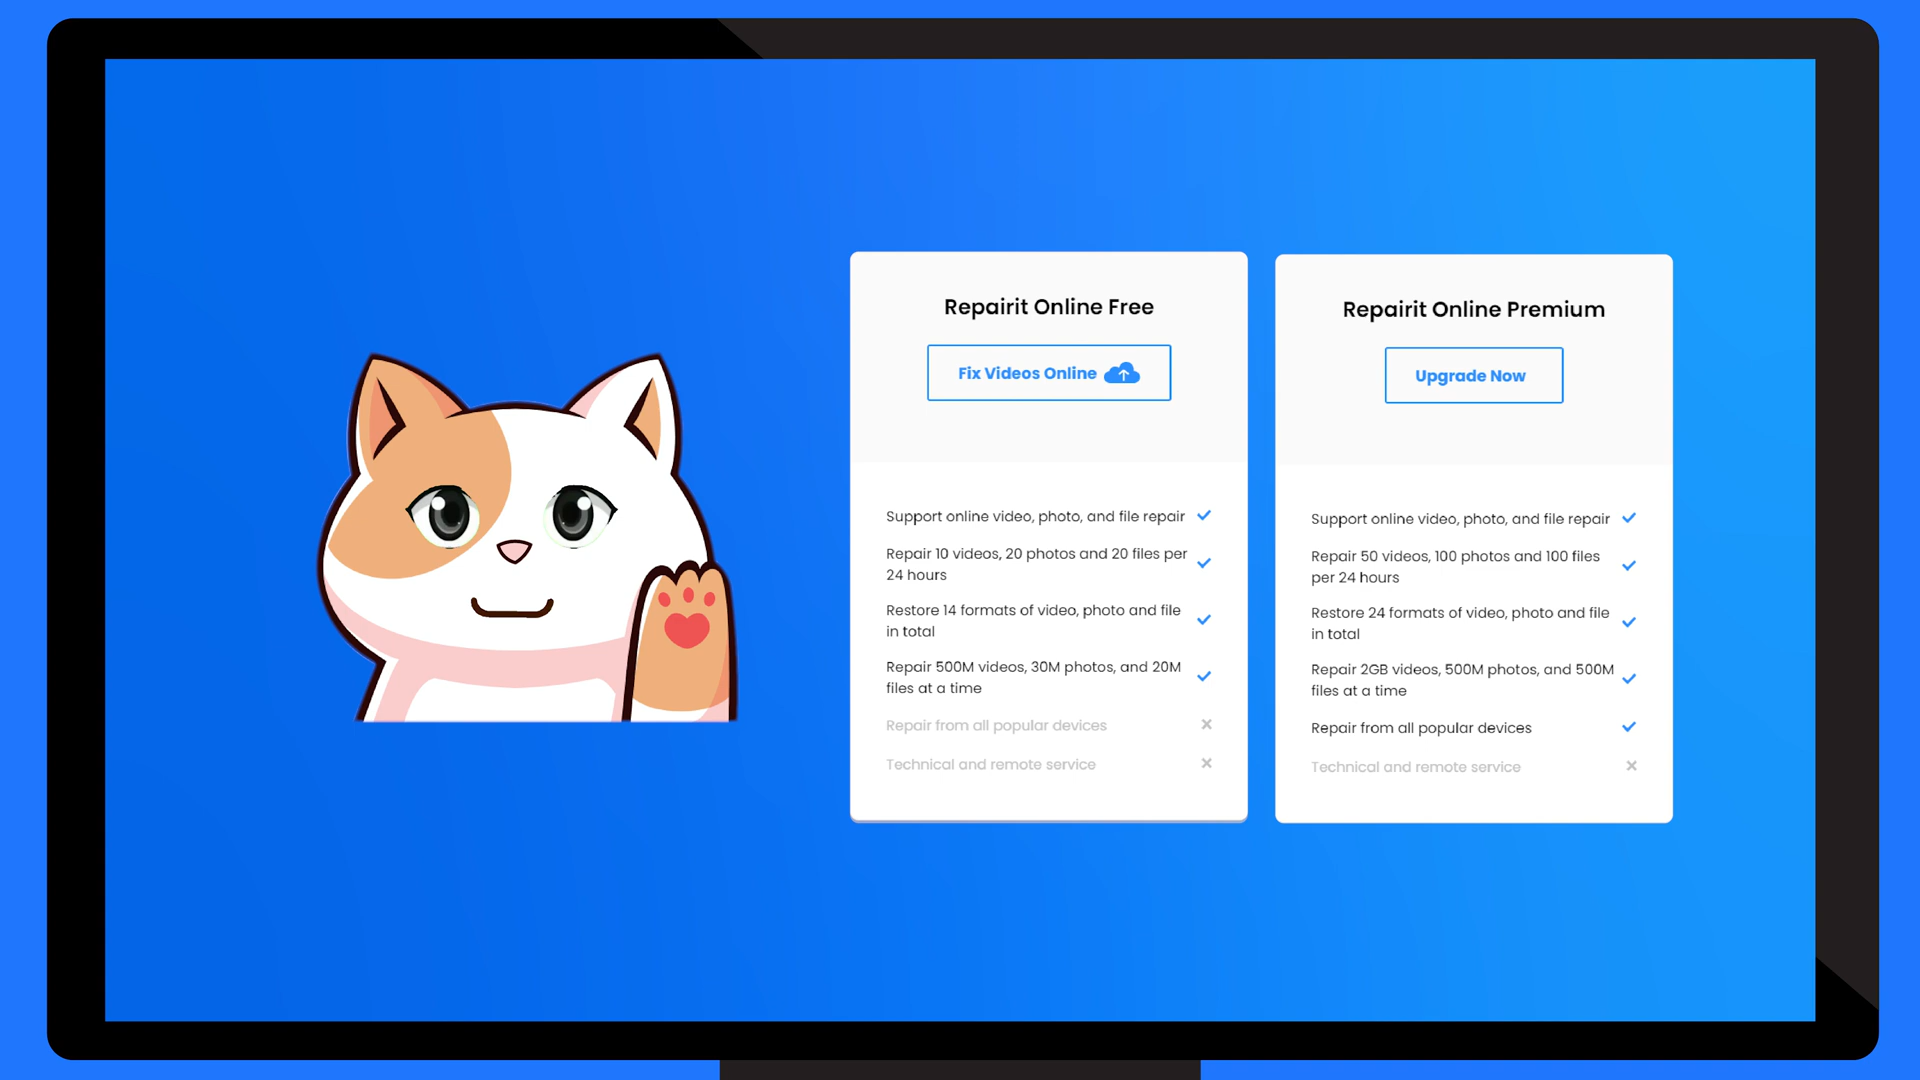 Repairit Online Free
Fix Videos Online
Support online video, photo, and file repair
Repair 10 videos, 20 photos and 20 files per
24 hours
Restore 14 formats of video, photo and file
in total
Repair 500M videos, 30M photos, and 20M
files at a time
Repair from all popular devices
Technical and remote service
Repairit Online Premium
Upgrade Now
Support online video, photo, and file repair
Repair 50 videos, 100 photos and 100 files
per 24 hours
Restore 24 formats of video, photo and file
in total
Repair 2GB videos, 500M photos, and 500M
files at a time
Repair from all popular devices
Technical and remote service